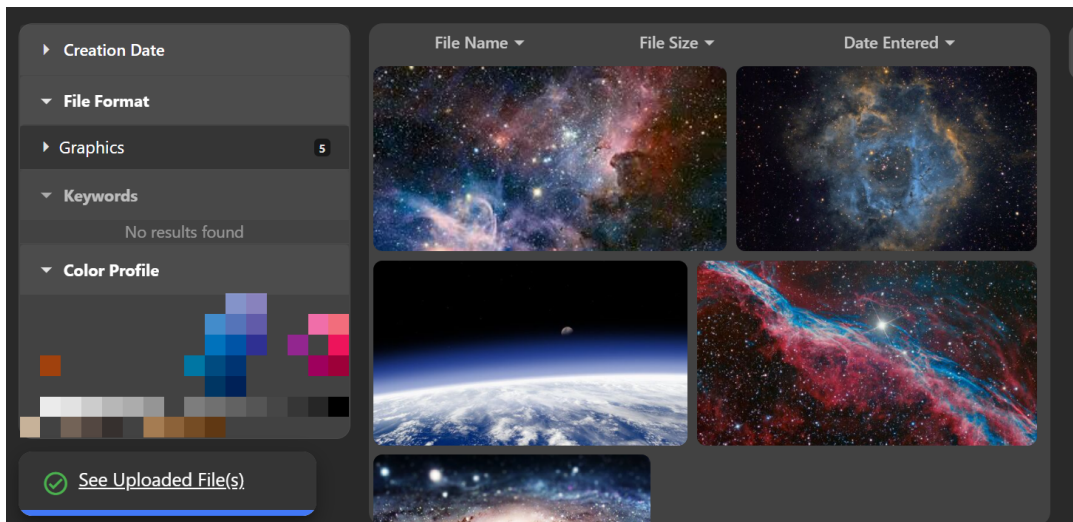 Creation Date
File Format
Graphics 5
Keywords
No results found
Color Profile
See Uploaded File(s)
File Name File Size Date Entered